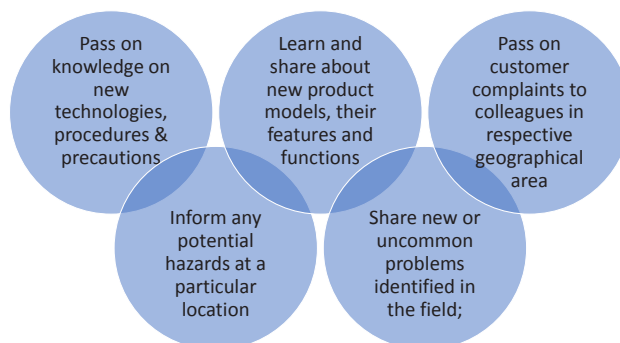 Pass on
knowledge on
new
technologies,
procedures &
precautions
Learn and
share about
new product
models, their
features and
functions
Pass on
customer
complaints to
colleagues in
respective
geographical
area
Inform any
potential
hazards at a
particular
location
Share new or
uncommon
problems
identified in
the field;